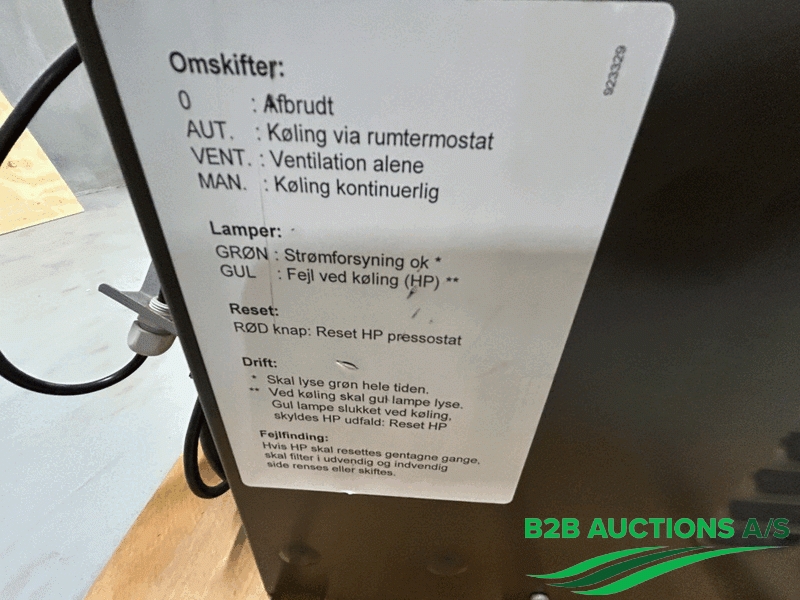 923329
Omskifter:
0 : Afbrudt
AUT. : Køling via rumtermostat
VENT. : Ventilation alene
MAN. : Køling kontinuerlig
Lamper:
GRØN : Strømforsyning ok *
GUL : Fejl ved køling (HP) **
Reset:
RØD knap: Reset HP pressostat
Drift:
* Skal lyse grøn hele tiden.
** Ved køling skal gul lampe lyse.
Gul lampe slukket ved køling,
skyldes HP udfald: Reset HP
Fejlfinding:
Hvis HP skal resettes gentagne gange,
skal filter i udvendig og indvendig
side renses eller skiftes.
B2B AUCTIONS A/S